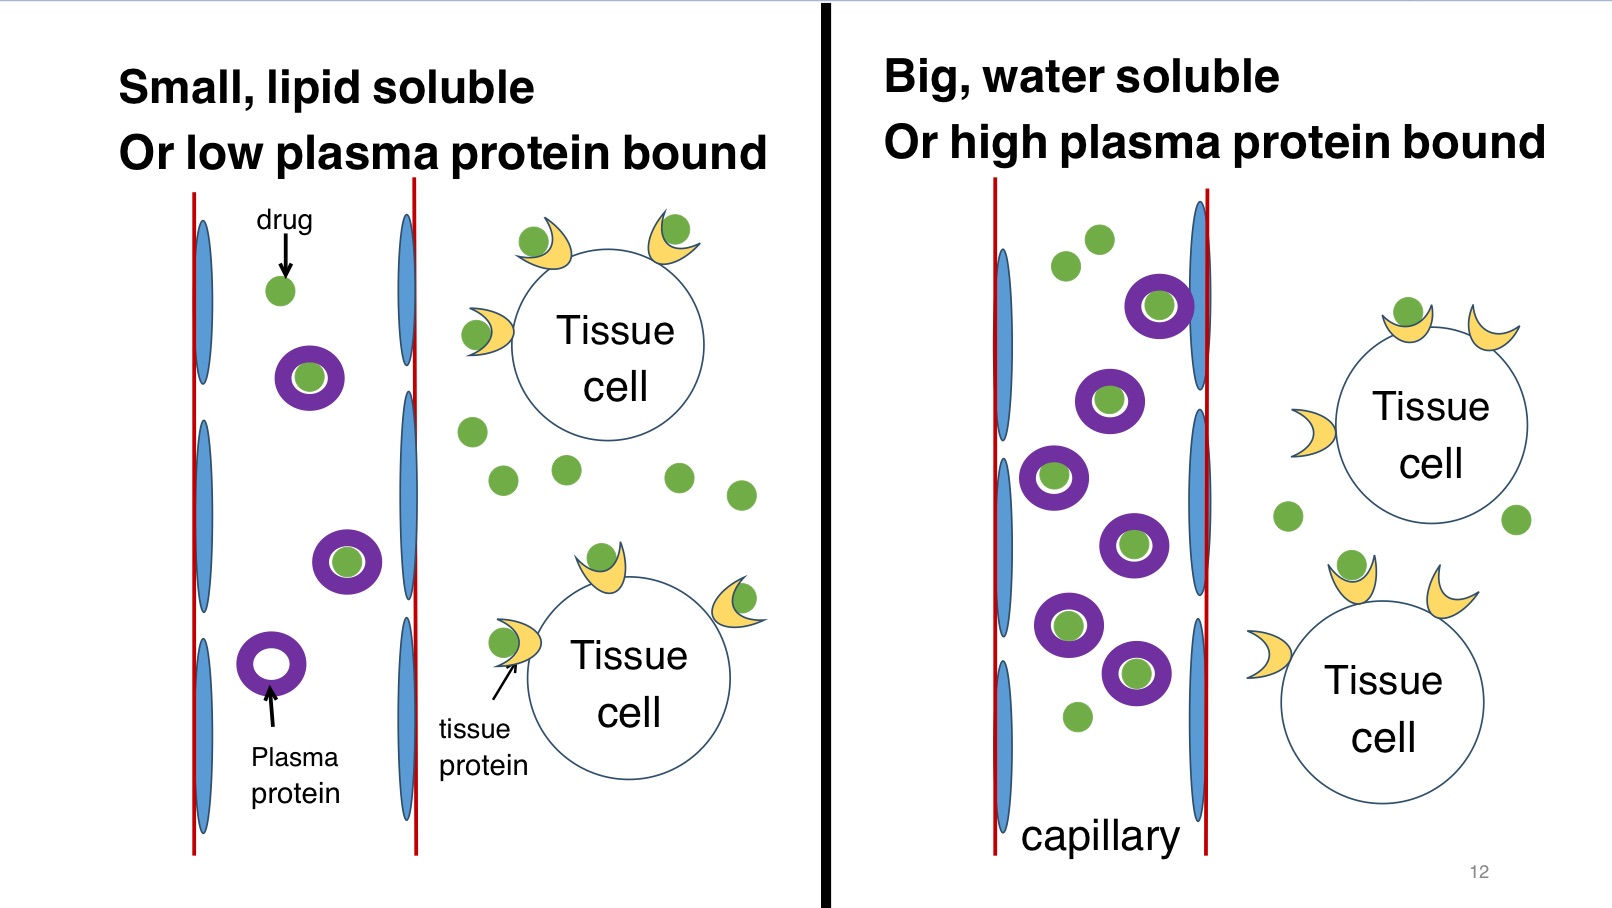 Small, lipid soluble
Or low plasma protein bound
drug
Tissue
cell
Tissue
cell
tissue
protein
Plasma
protein
Big, water soluble
Or high plasma protein bound
Tissue
cell
Tissue
cell
capillary
12